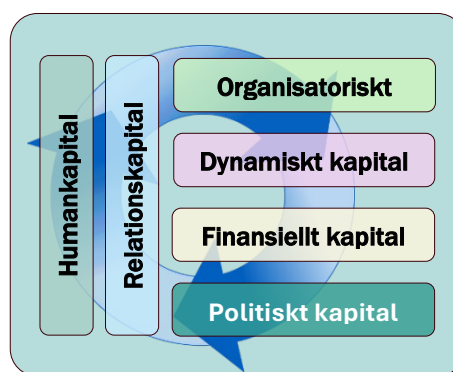 Humankapital
Relationskapital
Organisatoriskt
Dynamiskt kapital
Finansiellt kapital
Politiskt kapital